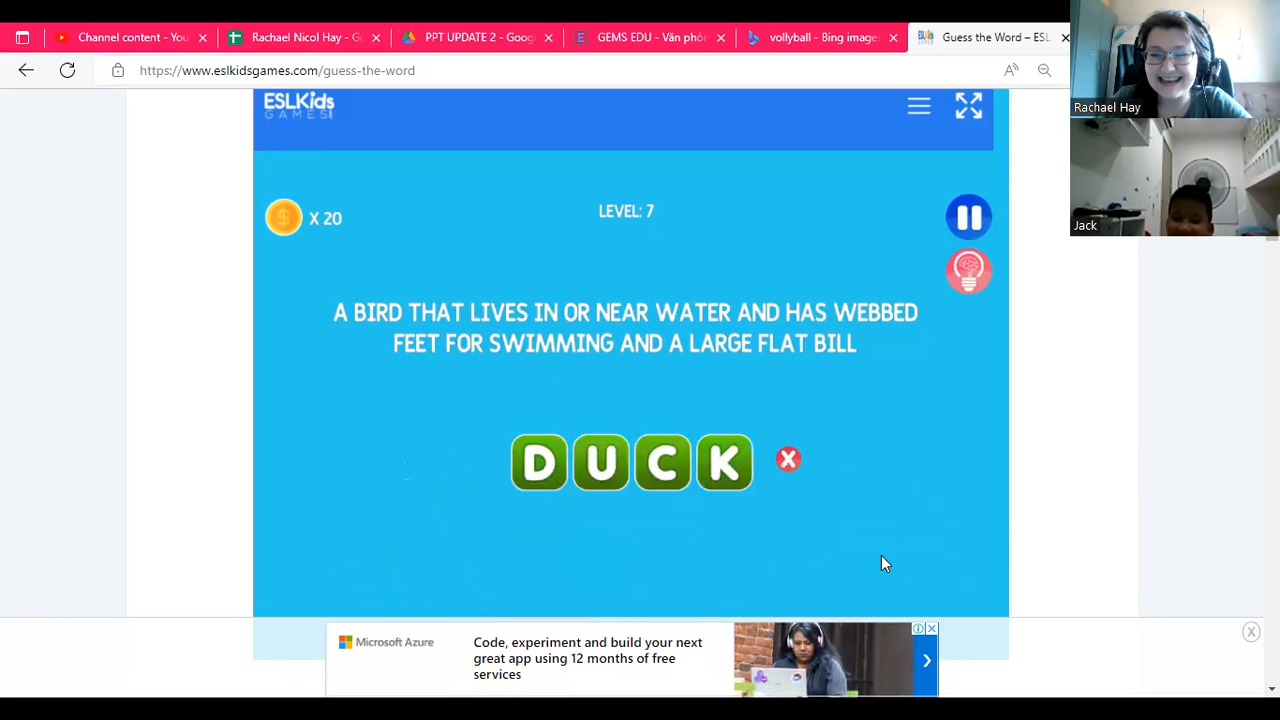 Channel content - You
Rachael Nicol Hay - G
PPT UPDATE 2 - Goog
GEMS EDU - Văn phò
vollyball - Bing image
Guess the Word – ESL
https://www.eslkidsgames.com/guess-the-word
Rachael Hay
Jack
ESLKids
GAMES
X 20
LEVEL: 7
A BIRD THAT LIVES IN OR NEAR WATER AND HAS WEBBED
FEET FOR SWIMMING AND A LARGE FLAT BILL
DUCK
X
Microsoft Azure
Code, experiment and build your next
great app using 12 months of free
services